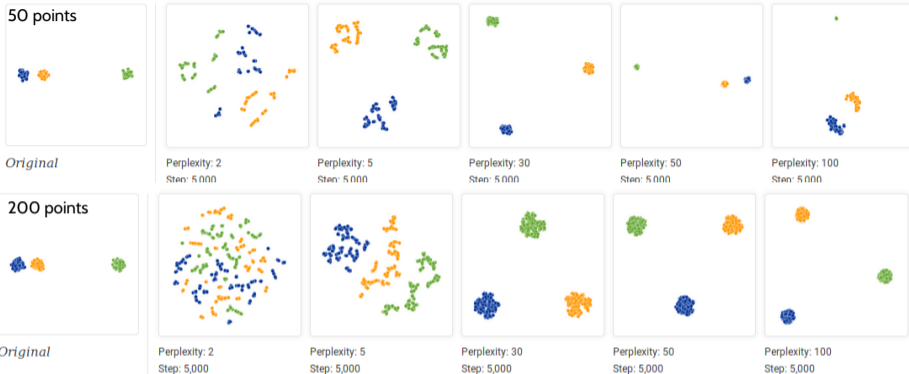 50 points
Original
Perplexity: 2
Step: 5,000
Perplexity: 5
Step: 5,000
Perplexity: 30
Step: 5,000
Perplexity: 50
Step: 5,000
Perplexity: 100
Step: 5,000
200 points
Original
Perplexity: 2
Step: 5,000
Perplexity: 5
Step: 5,000
Perplexity: 30
Step: 5,000
Perplexity: 50
Step: 5,000
Perplexity: 100
Step: 5,000